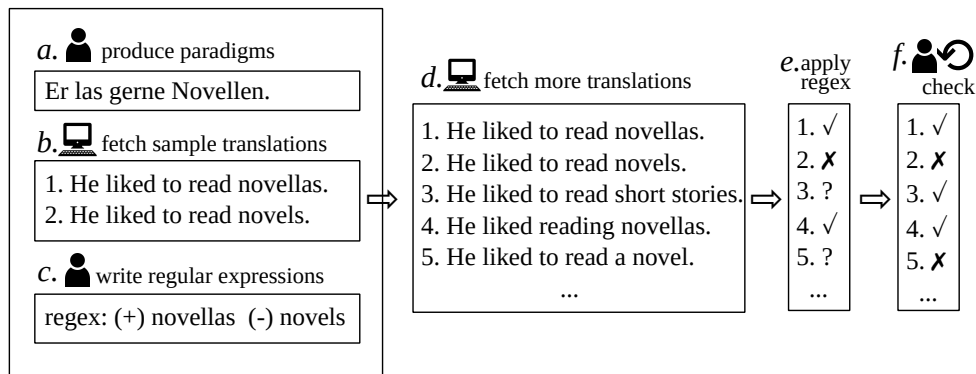 a. produce paradigms
Er las gerne Novellen.
b. fetch sample translations
1. He liked to read novellas.
2. He liked to read novels.
c. write regular expressions
regex: (+) novellas (-) novels
d. fetch more translations
1. He liked to read novellas.
2. He liked to read novels.
3. He liked to read short stories.
4. He liked reading novellas.
5. He liked to read a novel.
...
e. apply
regex
1. √
2. ✗
3. ?
4. √
5. ?
...
f.
check
1. √
2. ✗
3. √
4. √
5. ✗
...